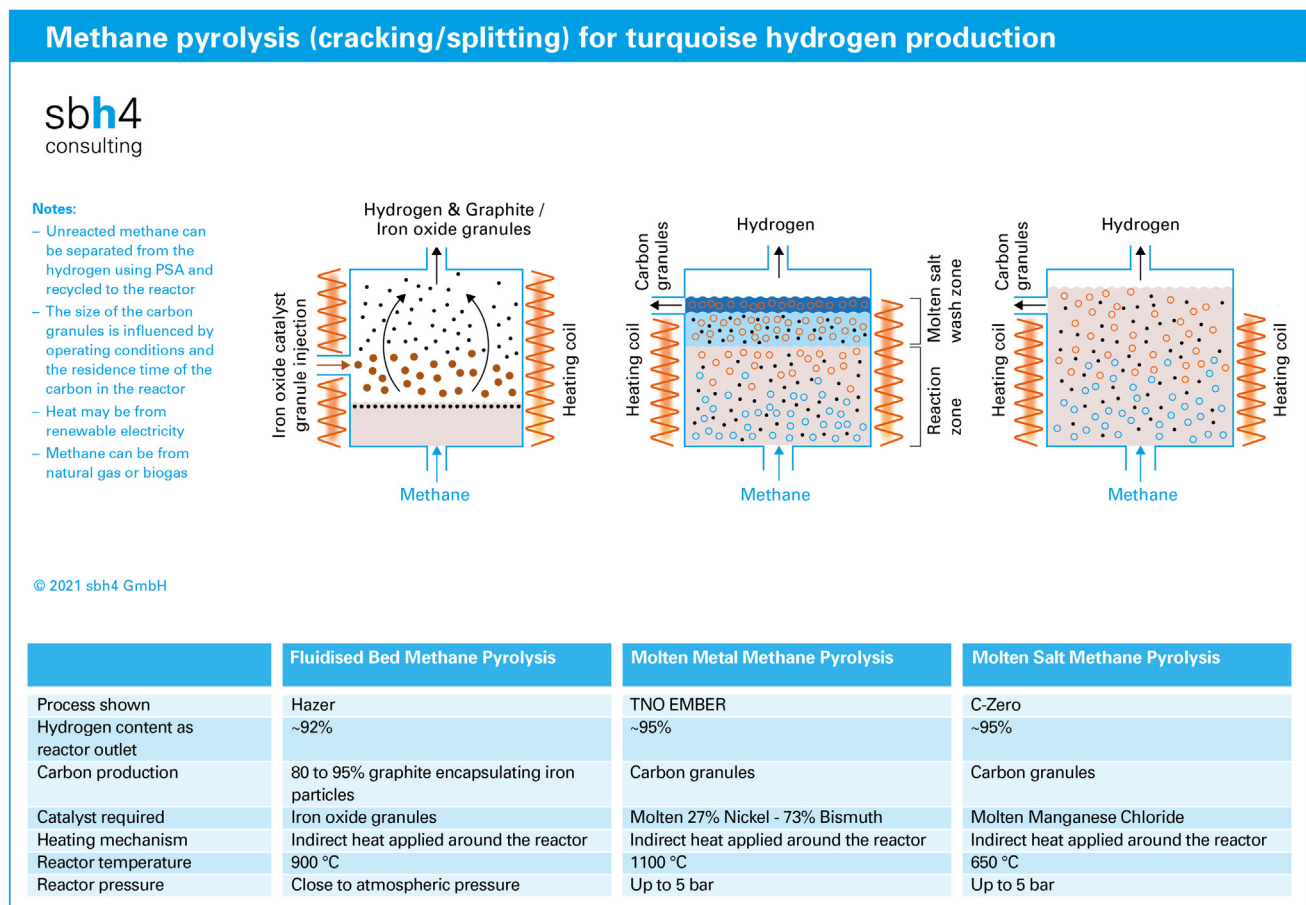 Methane pyrolysis (cracking/splitting) for turquoise hydrogen production
sbh4
consulting
Notes:
– Unreacted methane can
be separated from the
hydrogen using PSA and
recycled to the reactor
– The size of the carbon
granules is influenced by
operating conditions and
the residence time of the
carbon in the reactor
– Heat may be from
renewable electricity
– Methane can be from
natural gas or biogas
© 2021 sbh4 GmbH
Hydrogen & Graphite /
Iron oxide granules
Iron oxide catalyst
granule injection
Heating coil
Methane
Hydrogen
Carbon
granules
Heating coil
Molten salt
wash zone
Reaction
zone
Methane
Hydrogen
Carbon
granules
Heating coil
Heating coil
Methane
Fluidised Bed Methane Pyrolysis Molten Metal Methane Pyrolysis Molten Salt Methane Pyrolysis
Process shown Hazer TNO EMBER C-Zero
Hydrogen content as ~92% ~95% ~95%
reactor outlet
Carbon production 80 to 95% graphite encapsulating iron Carbon granules Carbon granules
particles
Catalyst required Iron oxide granules Molten 27% Nickel - 73% Bismuth Molten Manganese Chloride
Heating mechanism Indirect heat applied around the reactor Indirect heat applied around the reactor Indirect heat applied around the reactor
Reactor temperature 900 °C 1100 °C 650 °C
Reactor pressure Close to atmospheric pressure Up to 5 bar Up to 5 bar